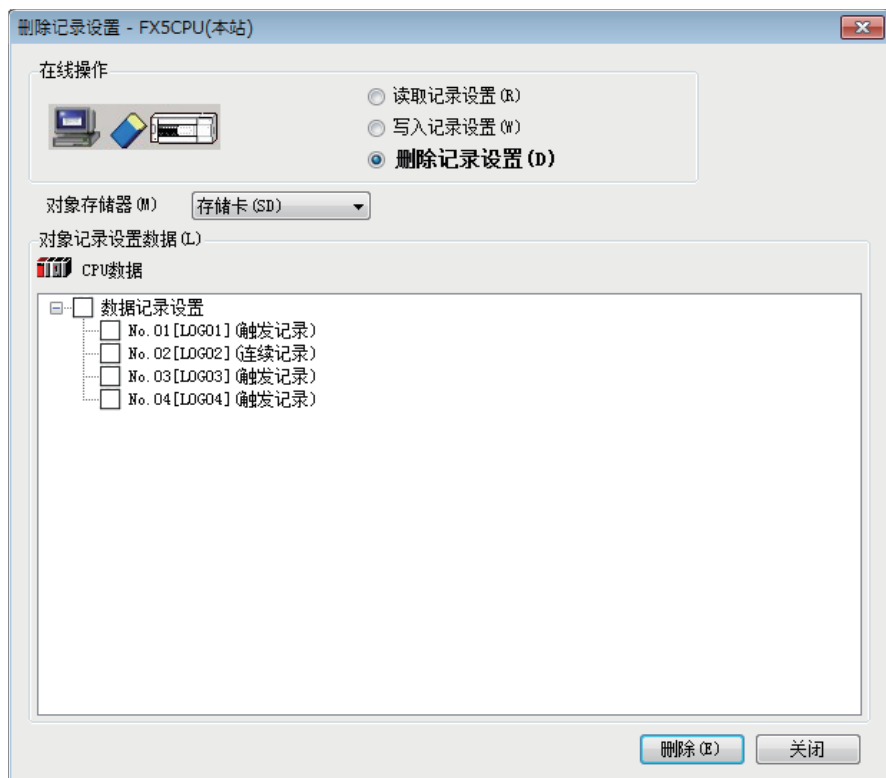 删除记录设置 - FX5CPU(本站)
在线操作
读取记录设置(R)
写入记录设置(W)
删除记录设置(D)
对象存储器(M) 存储卡(SD)
对象记录设置数据(L)
CPU数据
数据记录设置
No.01[LOG01](触发记录)
No.02[LOG02](连续记录)
No.03[LOG03](触发记录)
No.04[LOG04](触发记录)
删除(E) 关闭